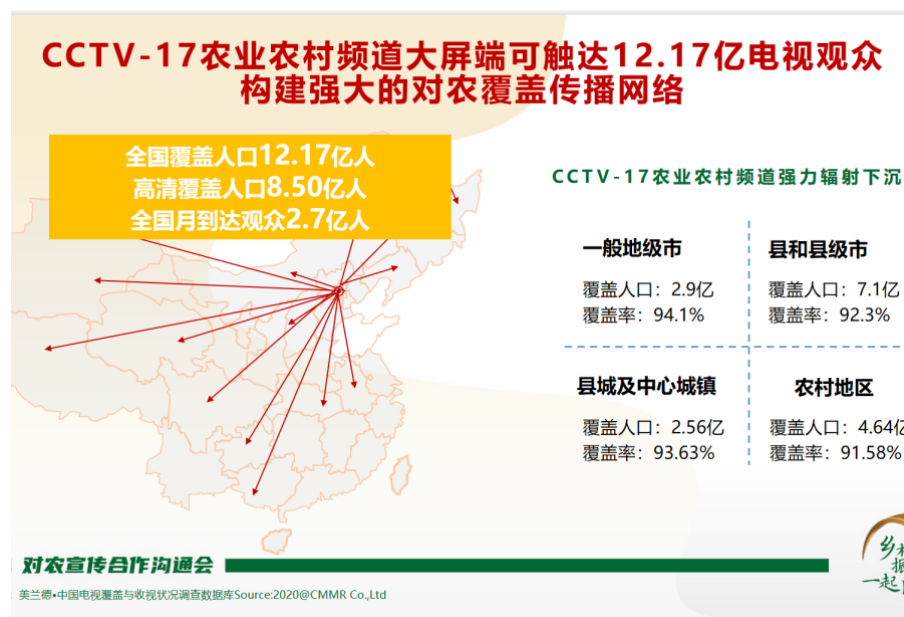 CCTV-17农业农村频道大屏端可触达12.17亿电视观众
构建强大的对农覆盖传播网络
全国覆盖人口12.17亿人
高清覆盖人口8.50亿人
全国月到达观众2.7亿人
CCTV-17农业农村频道强力辐射下沉
一般地级市
覆盖人口：2.9亿
覆盖率：94.1%
县和县级市
覆盖人口：7.1亿
覆盖率：92.3%
县城及中心城镇
覆盖人口：2.56亿
覆盖率：93.63%
农村地区
覆盖人口：4.64亿
覆盖率：91.58%
对农宣传合作沟通会
乡村
振
一起
美兰德•中国电视覆盖与收视状况调查数据库Source:2020@CMMR Co.,Ltd